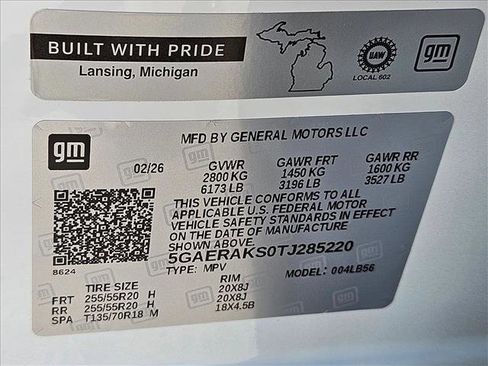 BUILT WITH PRIDE
Lansing, Michigan
UAW
LOCAL 602
gm
gm
MFD BY GENERAL MOTORS LLC
02/26 GVWR GAWR FRT GAWR RR
2800 KG 1450 KG 1600 KG
6173 LB 3196 LB 3527 LB
THIS VEHICLE CONFORMS TO ALL
APPLICABLE U.S. FEDERAL MOTOR
VEHICLE SAFETY STANDARDS IN EFFECT
ON THE DATE OF MANUFACTURE
SHOWN ABOVE
5GAERAKS0TJ285220
8624
TYPE: MPV MODEL: 004LB56
TIRE SIZE RIM
FRT 255/55R20 H 20X8J
RR 255/55R20 H 20X8J
SPA T135/70R18 M 18X4.5B